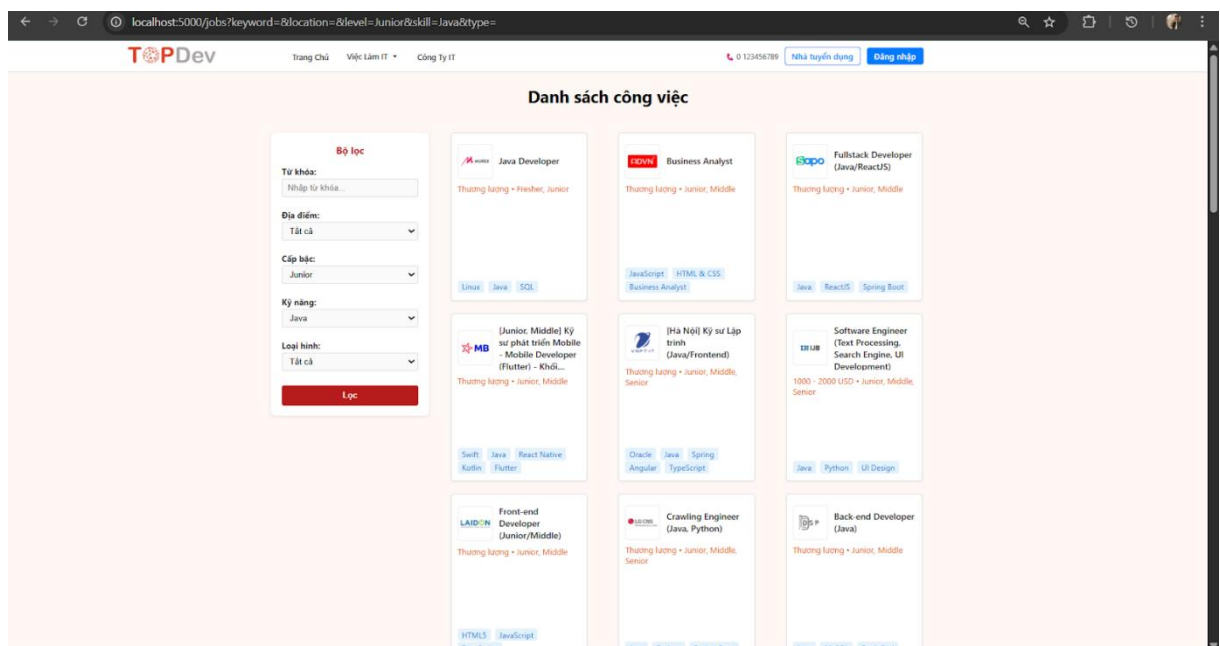 localhost:5000/jobs?keyword=&location=&level=Junior&skill=Java&type=
TOPDev
Trang Chủ Việc Làm IT Công Ty IT
0 123456789 Nhà tuyển dụng Đăng nhập
Danh sách công việc
Bộ lọc
Từ khóa:
Nhập từ khóa...
Địa điểm:
Tất cả
Cấp bậc:
Junior
Kỹ năng:
Java
Loại hình:
Tất cả
Lọc
Java Developer
Thương lượng • Fresher, Junior
Linux Java SQL
Business Analyst
Thương lượng • Junior, Middle
JavaScript HTML & CSS
Business Analyst
Sapo
Fullstack Developer
(Java/ReactJS)
Thương lượng • Junior, Middle
Java ReactJS Spring Boot
MB
[Junior, Middle] Kỹ
sư phát triển Mobile
- Mobile Developer
(Flutter) - Khối...
Thương lượng • Junior, Middle
Swift Java React Native
Kotlin Flutter
[Hà Nội] Kỹ sư Lập
trình
(Java/Frontend)
Thương lượng • Junior, Middle,
Senior
Oracle Java Spring
Angular TypeScript
Software Engineer
(Text Processing,
Search Engine, UI
Development)
1000 - 2000 USD • Junior, Middle,
Senior
Java Python UI Design
LAIDON
Front-end
Developer
(Junior/Middle)
Thương lượng • Junior, Middle
HTML5 JavaScript
LG CNS
Crawling Engineer
(Java, Python)
Thương lượng • Junior, Middle,
Senior
Back-end Developer
(Java)
Thương lượng • Junior, Middle